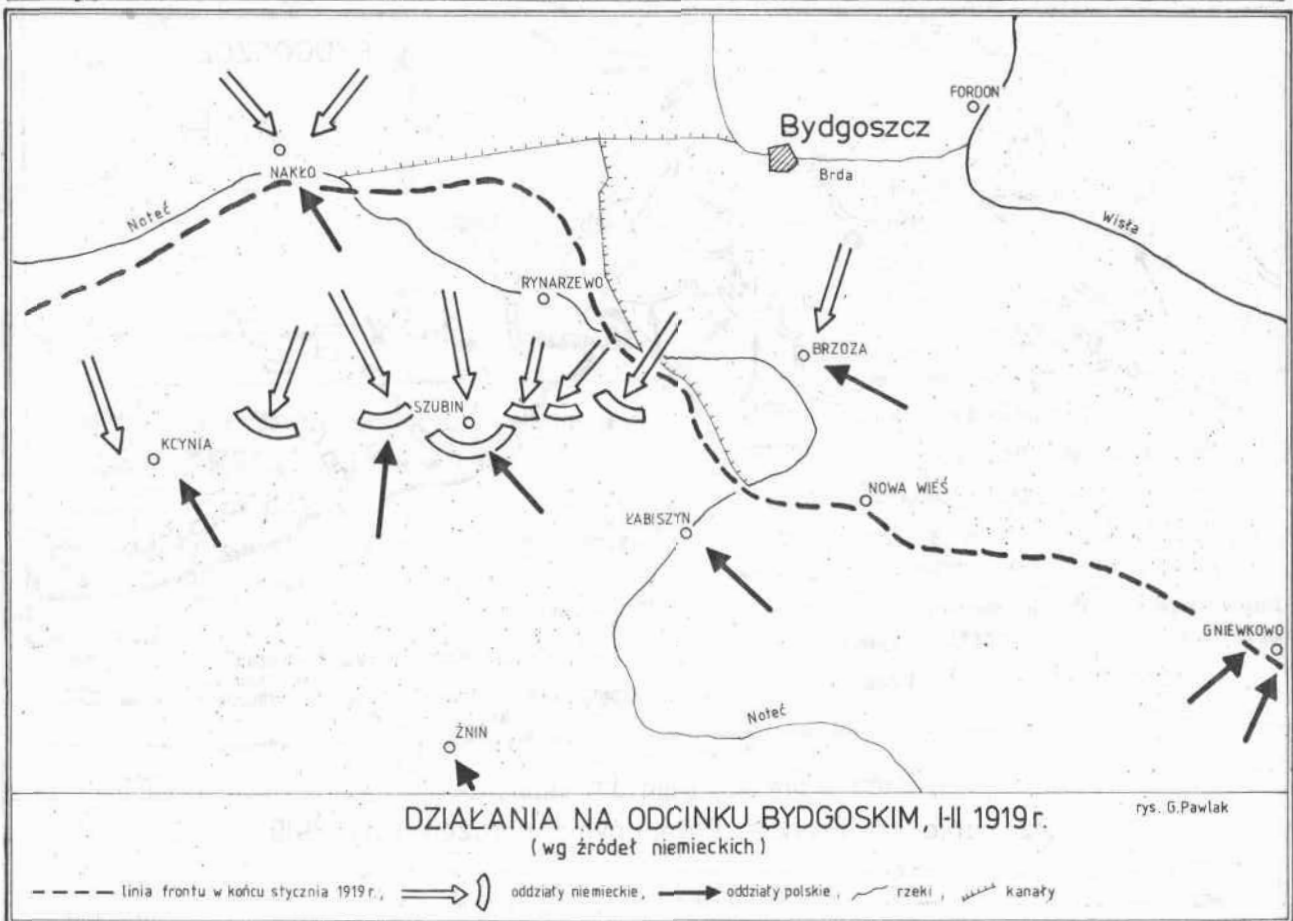 FORDON
Bydgoszcz
Brda
NAKŁO
Noteć
Wisła
RYNARZEWO
BRZOZA
SZUBIN
KCYNIA
NOWA WIEŚ
ŁABISZYN
GNIEWKOWO
Noteć
ŻNIN
DZIAŁANIA NA ODCINKU BYDGOSKIM, I-II 1919 r.
rys. G.Pawlak
(wg źródeł niemieckich)
linia frontu w końcu stycznia 1919 r., oddziały niemieckie, oddziały polskie, rzeki, kanały